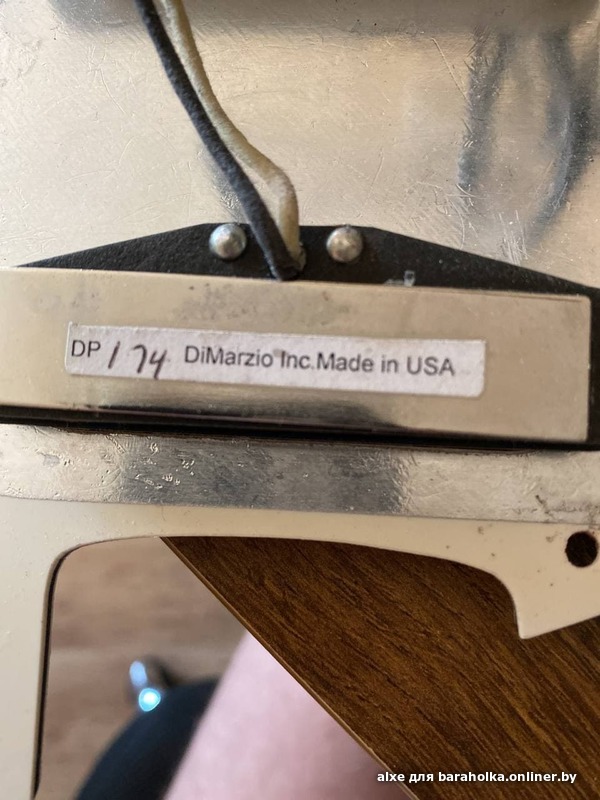 DP 174 DiMarzio Inc.Made in USA
alxe для baraholka.onliner.by